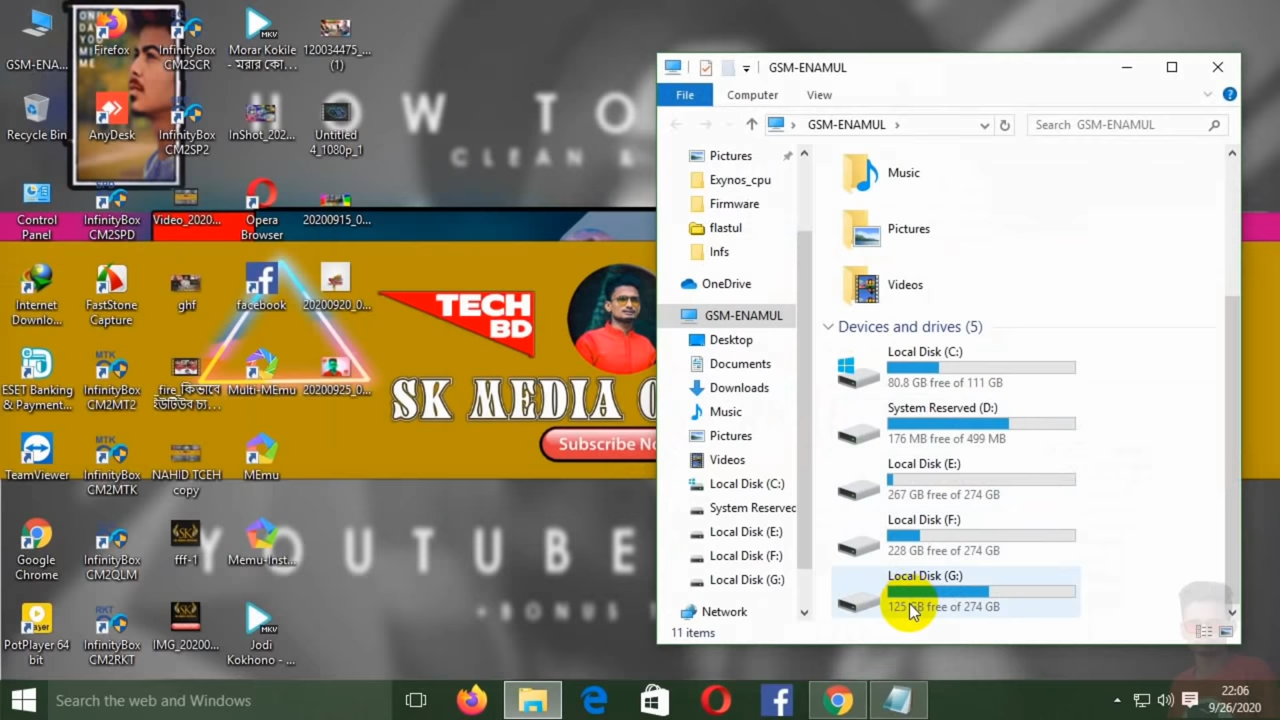 GSM-ENA...
Firefox
InfinityBox
CM2SCR
Morar Kokile
- মরার কো...
120034475_...
(1)
Recycle Bin
AnyDesk
InfinityBox
CM2SP2
InShot_202...
Untitled
4_1080p_1
Control
Panel
InfinityBox
CM2SPD
Video_2020...
Opera
Browser
20200915_0...
Internet
Downlo...
FastStone
Capture
ghf
facebook
20200920_0...
ESET Banking
& Payment...
InfinityBox
CM2MT2
_fire_কিভাবে
ইউটিউব চ্যা...
Multi-MEmu
20200925_0...
TeamViewer
InfinityBox
CM2MTK
NAHID TCEH
copy
MEmu
Google
Chrome
InfinityBox
CM2QLM
fff-1
Memu-Inst...
PotPlayer 64
bit
InfinityBox
CM2RKT
IMG_20200...
Jodi
Kokhono - ...
HOW TO
CLEAN &
TECH
BD
SK MEDIA
Subscribe
YOUTUBE
GSM-ENAMUL
File
Computer
View
GSM-ENAMUL
Search GSM-ENAMUL
Pictures
Exynos_cpu
Firmware
flastul
Infs
OneDrive
GSM-ENAMUL
Desktop
Documents
Downloads
Music
Pictures
Videos
Local Disk (C:)
System Reserved
Local Disk (E:)
Local Disk (F:)
Local Disk (G:)
Network
Music
Pictures
Videos
Devices and drives (5)
Local Disk (C:)
80.8 GB free of 111 GB
System Reserved (D:)
176 MB free of 499 MB
Local Disk (E:)
267 GB free of 274 GB
Local Disk (F:)
228 GB free of 274 GB
Local Disk (G:)
125 GB free of 274 GB
11 items
Search the web and Windows
22:06
9/26/2020